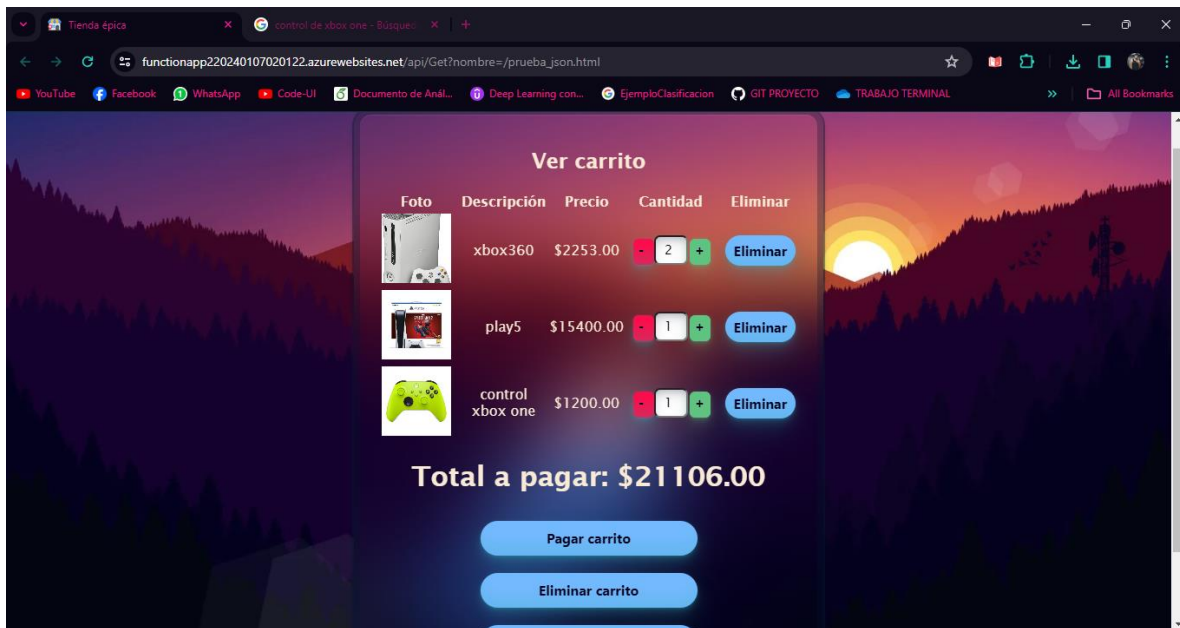 Tienda épica
control de xbox one - Búsqued
functionapp220240107020122.azurewebsites.net/api/Get?nombre=/prueba_json.html
YouTube Facebook WhatsApp Code-UI Documento de Anál... Deep Learning con... EjemploClasificacion GIT PROYECTO TRABAJO TERMINAL » All Bookmarks
Ver carrito
Foto Descripción Precio Cantidad Eliminar
xbox360 $2253.00 - 2 + Eliminar
play5 $15400.00 - 1 + Eliminar
control
xbox one $1200.00 - 1 + Eliminar
Total a pagar: $21106.00
Pagar carrito
Eliminar carrito